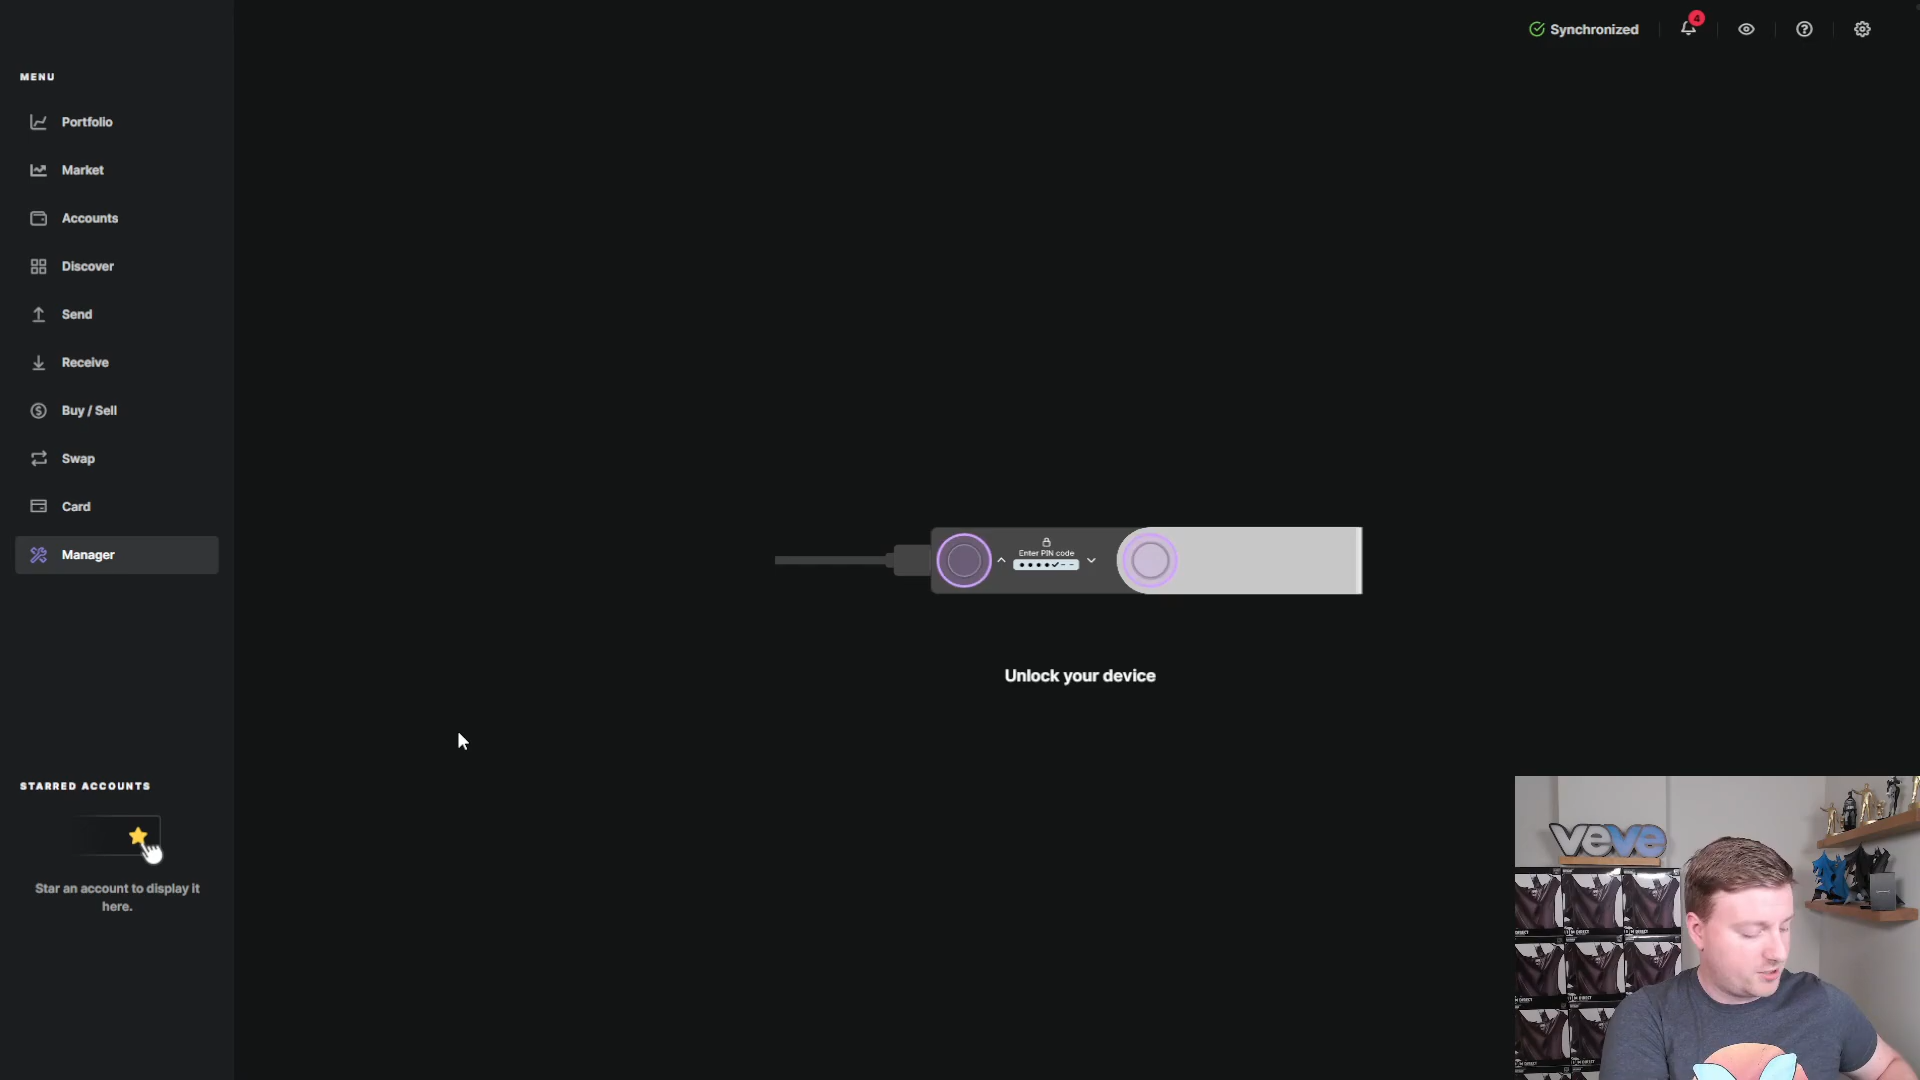 Synchronized
4
MENU
Portfolio
Market
Accounts
Discover
Send
Receive
Buy / Sell
Swap
Card
Manager
Enter PIN code
Unlock your device
STARRED ACCOUNTS
Star an account to display it
here.
veve